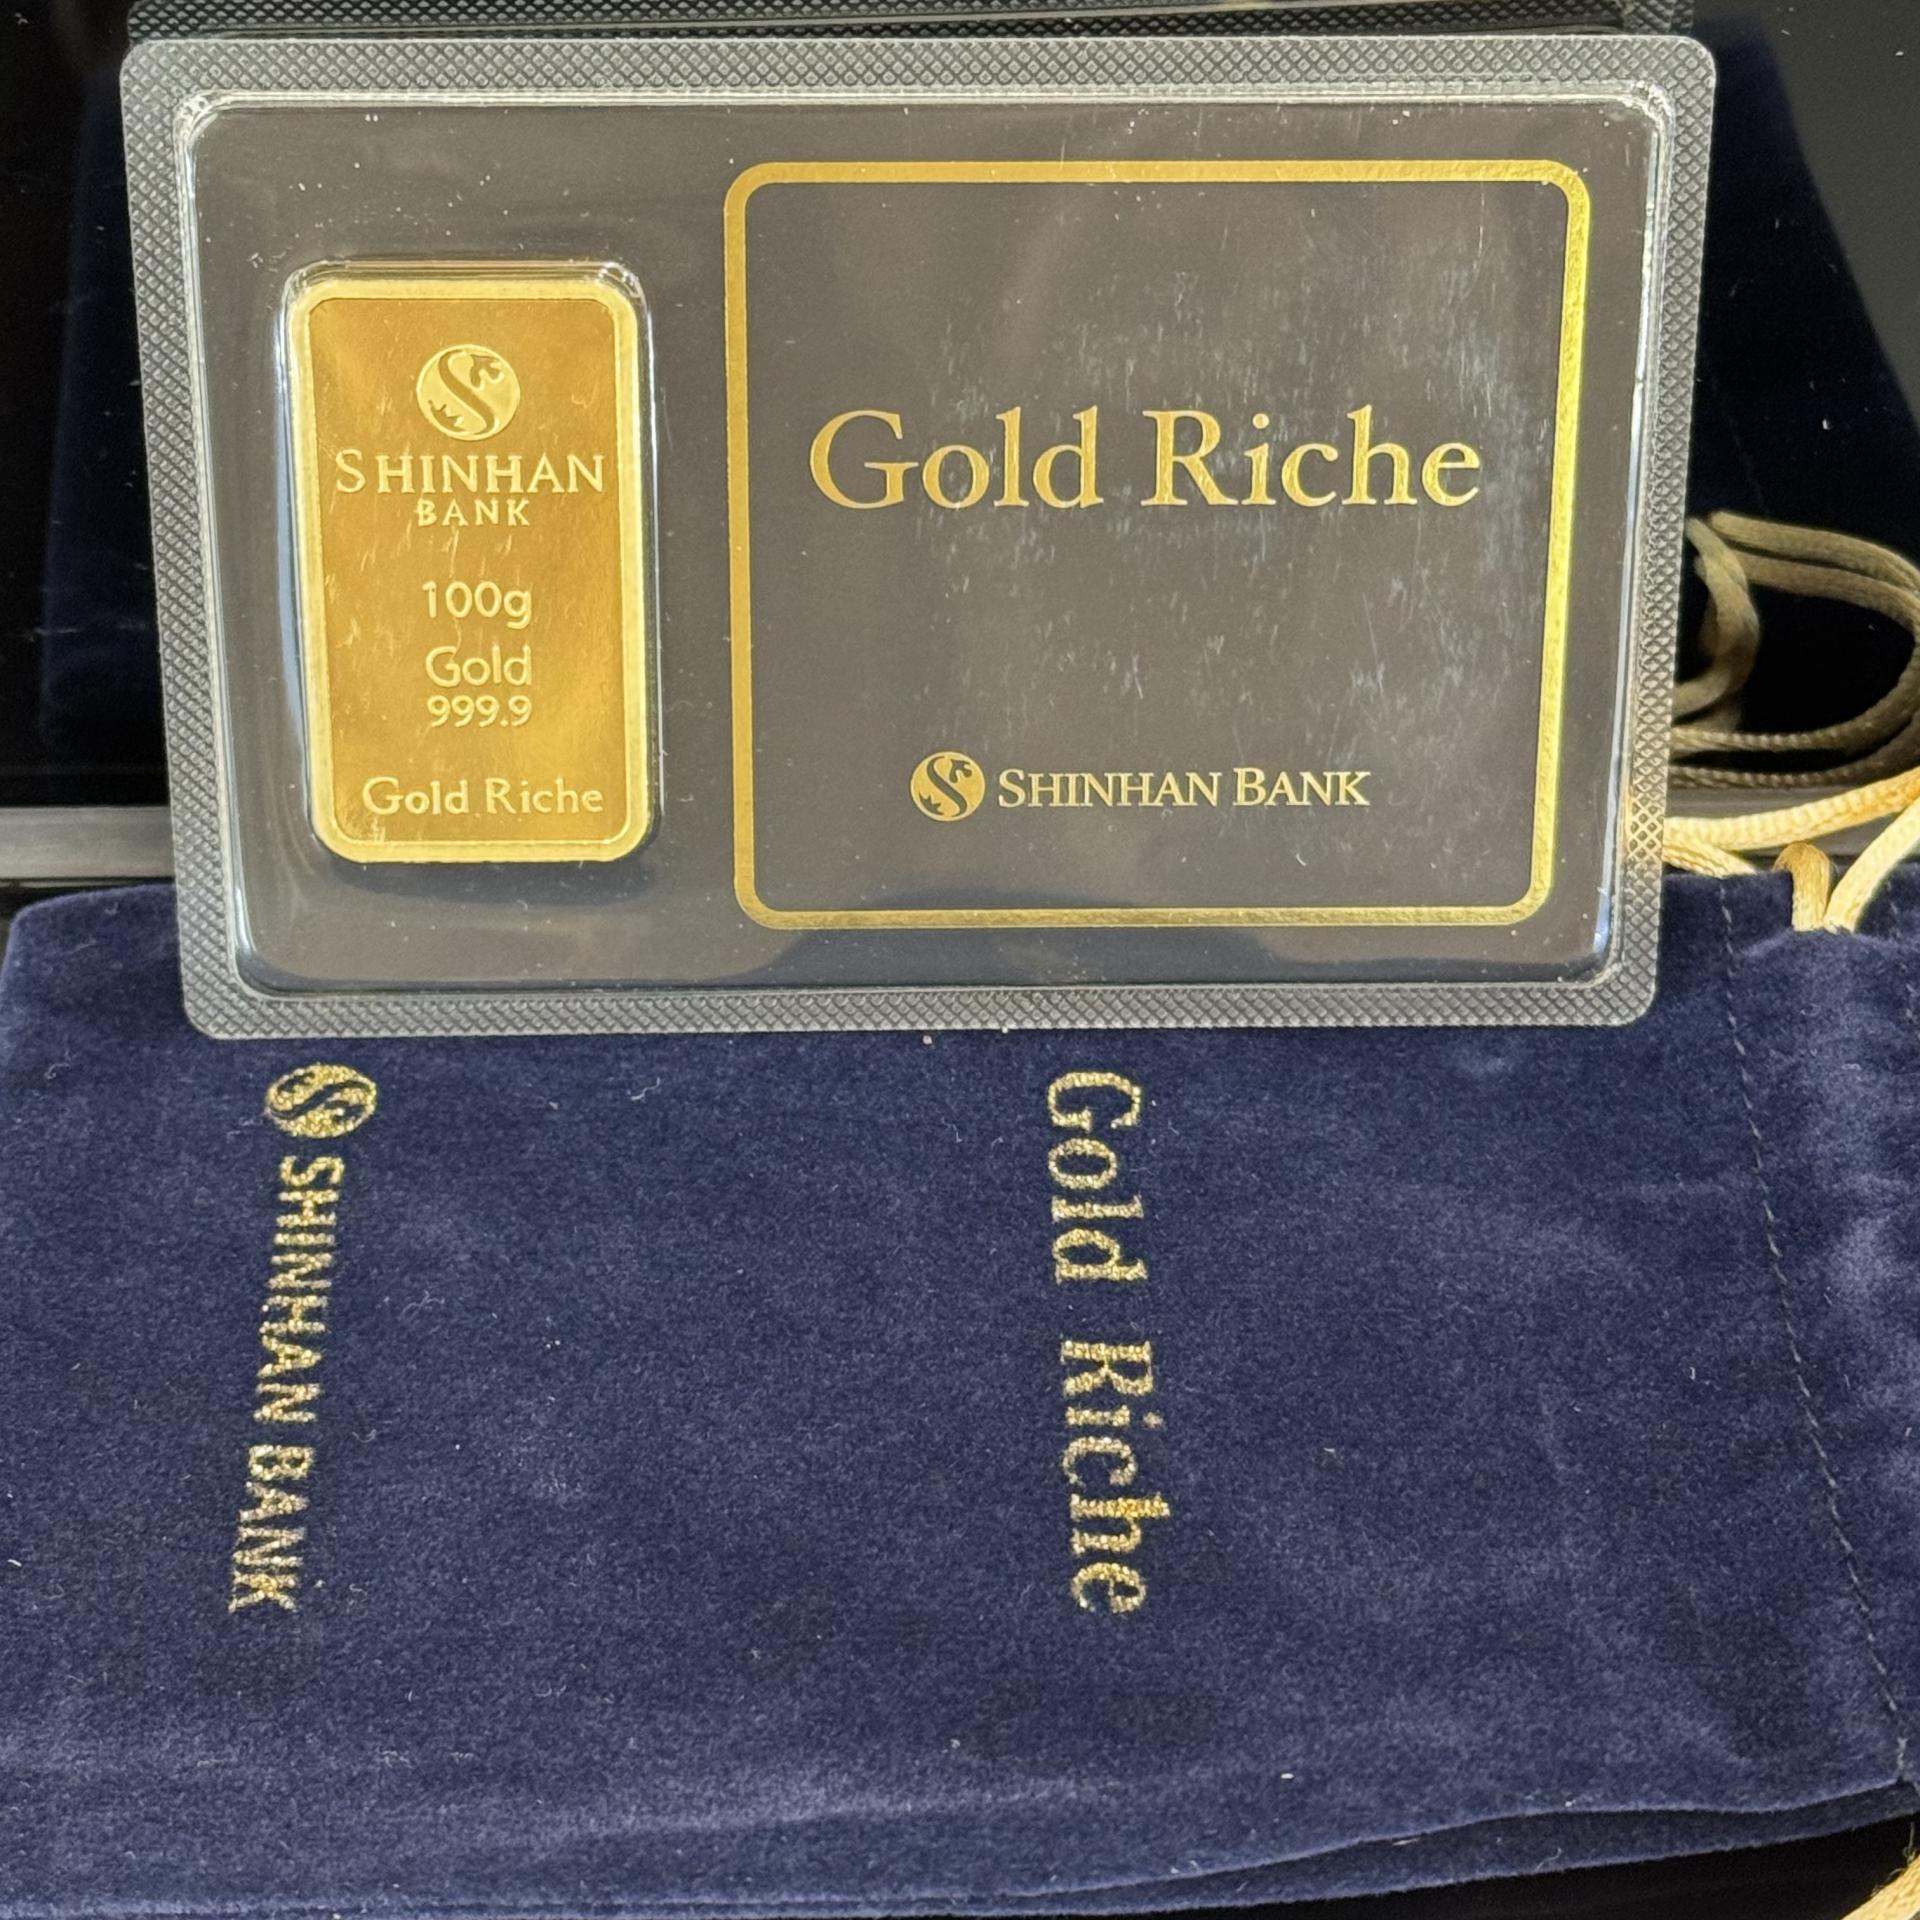 SHINHAN
BANK
100g
Gold
999.9
Gold Riche
Gold Riche
SHINHAN BANK
Gold Riche
SHINHAN BANK